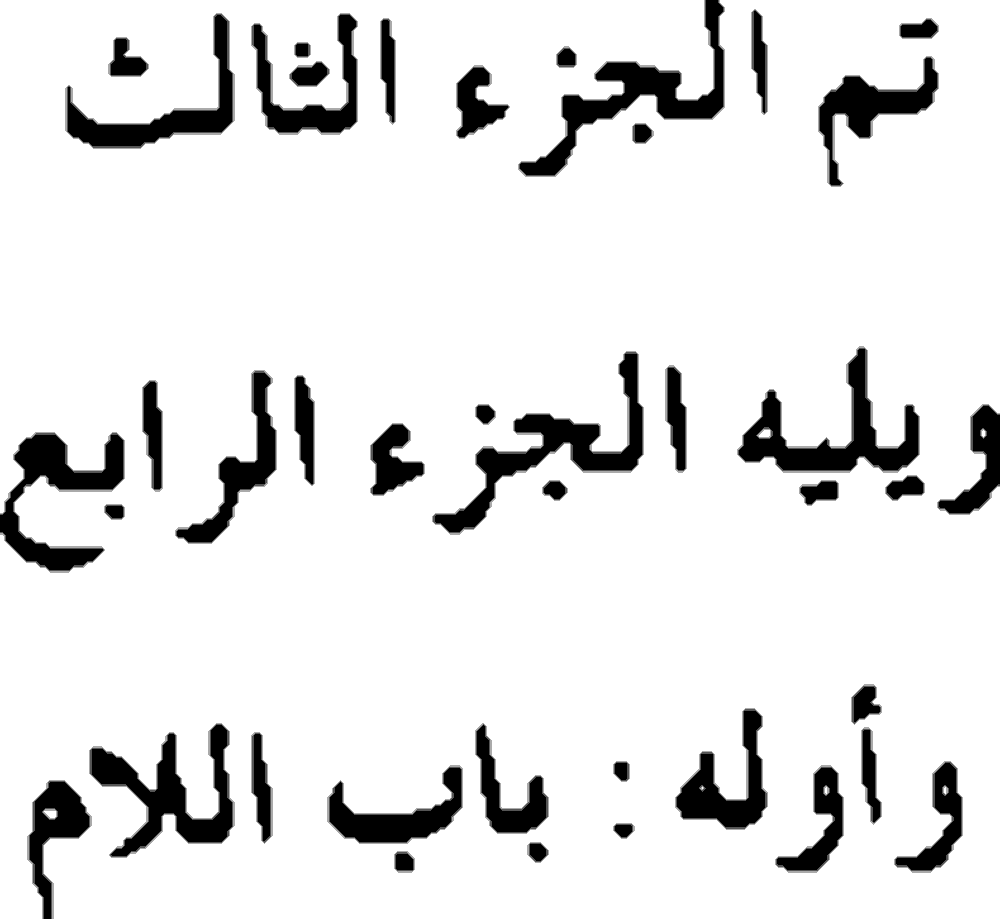 تم الجزء الثالث
ويليه الجزء الرابع
وأوله : باب اللام